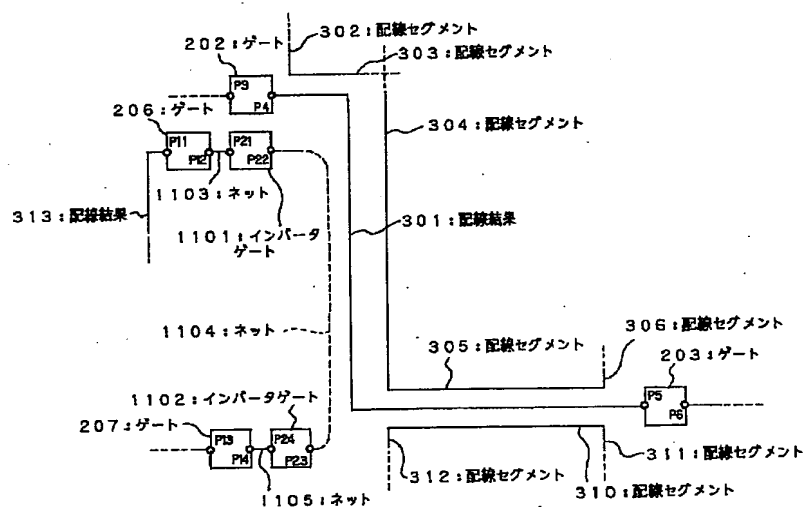 302:配線セグメント
202:ゲート
303:配線セグメント
P3
P4
206:ゲート
304:配線セグメント
P11
P12
P21
P22
1103:ネット
313:配線結果
301:配線結果
1101:インバータ
ゲート
306:配線セグメント
1104:ネット
305:配線セグメント
203:ゲート
1102:インバータゲート
P5
P6
207:ゲート
P13
P14
P24
P23
311:配線セグメント
312:配線セグメント
310:配線セグメント
1105:ネット